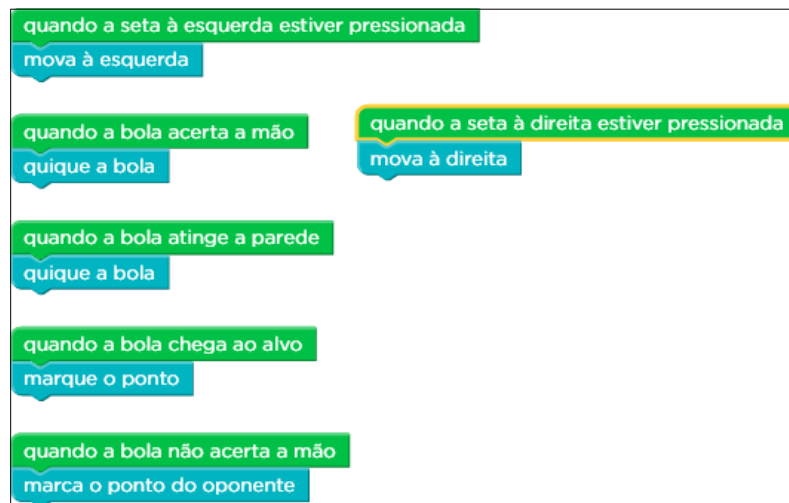 quando a seta à esquerda estiver pressionada
mova à esquerda
quando a bola acerta a mão
quique a bola
quando a seta à direita estiver pressionada
mova à direita
quando a bola atinge a parede
quique a bola
quando a bola chega ao alvo
marque o ponto
quando a bola não acerta a mão
marca o ponto do oponente